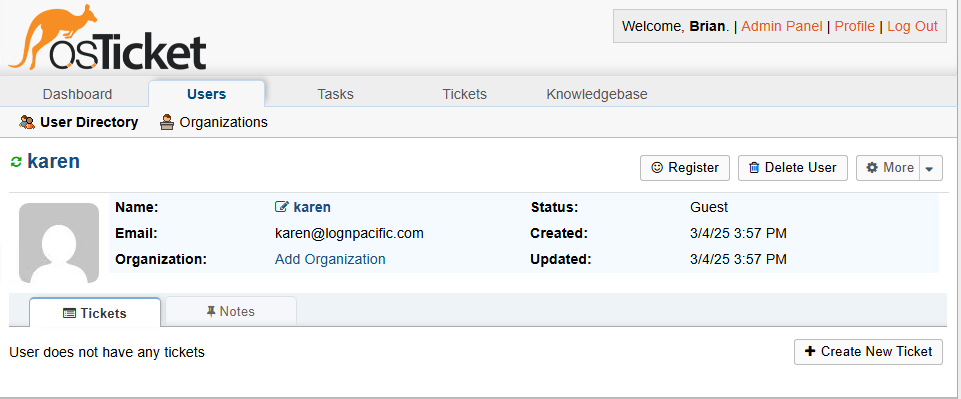 osTicket
Welcome, Brian. | Admin Panel | Profile | Log Out
Dashboard Users Tasks Tickets Knowledgebase
User Directory Organizations
karen
Register Delete User More
Name: karen Status: Guest
Email: karen@lognpacific.com Created: 3/4/25 3:57 PM
Organization: Add Organization Updated: 3/4/25 3:57 PM
Tickets Notes
User does not have any tickets Create New Ticket